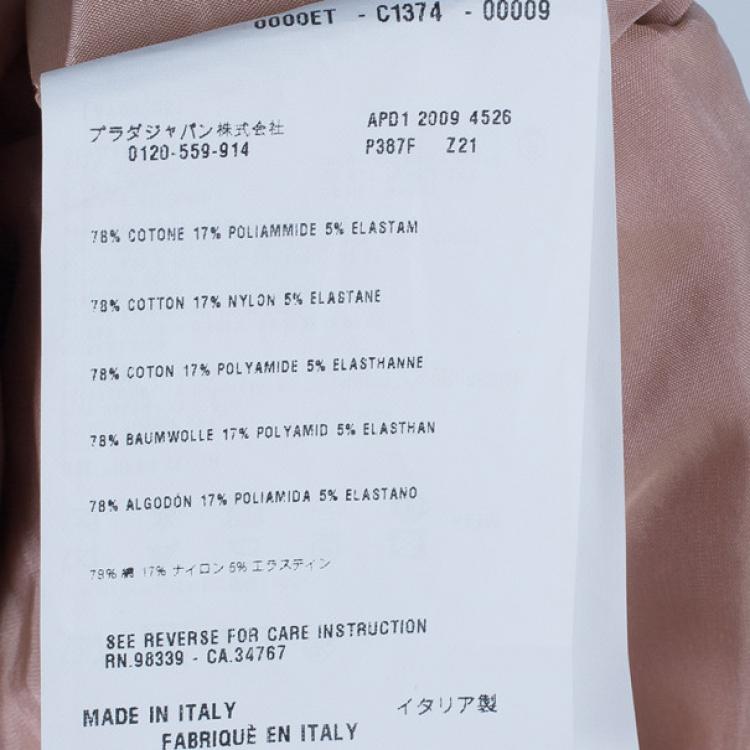 0000ET - C1374 - 00009
プラダジャパン株式会社 APD1 2009 4526
0120-559-914 P387F Z21
78% COTONE 17% POLIAMMIDE 5% ELASTAM
78% COTTON 17% NYLON 5% ELASTANE
78% COTON 17% POLYAMIDE 5% ELASTHANNE
78% BAUMWOLLE 17% POLYAMID 5% ELASTHAN
78% ALGODÓN 17% POLIAMIDA 5% ELASTANO
78% 綿 17% ナイロン 5% エラスティン
SEE REVERSE FOR CARE INSTRUCTION
RN.98339 - CA.34767
MADE IN ITALY イタリア製
FABRIQUÈ EN ITALY